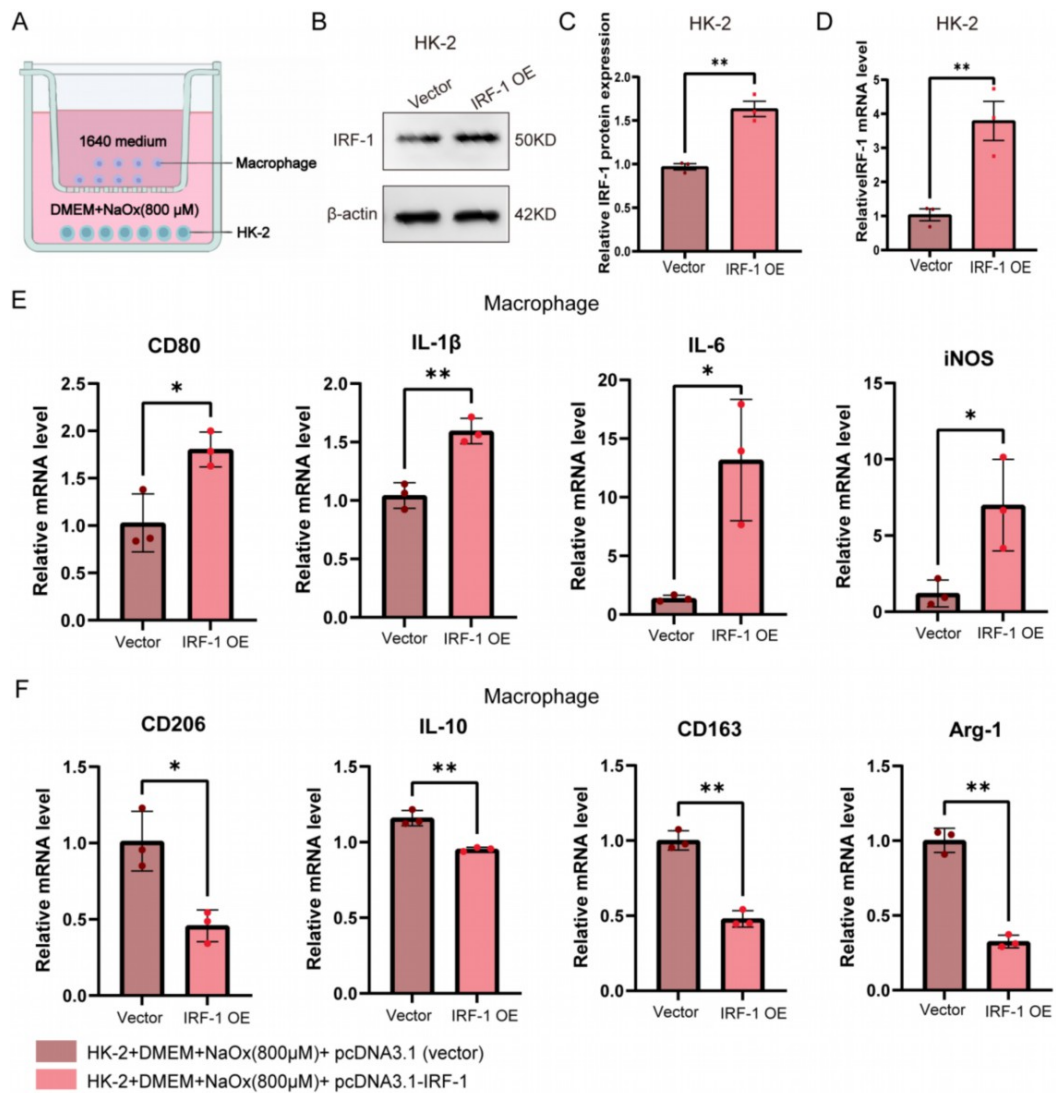 A
1640 medium
Macrophage
DMEM+NaOx(800 μM)
HK-2
B
HK-2
Vector
IRF-1 OE
IRF-1
50KD
β-actin
42KD
C
HK-2
Relative IRF-1 protein expression
2.0
1.5
1.0
0.5
0.0
**
Vector
IRF-1 OE
D
HK-2
RelativeIRF-1 mRNA level
5
4
3
2
1
0
**
Vector
IRF-1 OE
E
Macrophage
CD80
Relative mRNA level
2.5
2.0
1.5
1.0
0.5
0.0
*
Vector
IRF-1 OE
IL-1β
Relative mRNA level
2.0
1.5
1.0
0.5
0.0
**
Vector
IRF-1 OE
IL-6
Relative mRNA level
20
15
10
5
0
*
Vector
IRF-1 OE
iNOS
Relative mRNA level
15
10
5
0
*
Vector
IRF-1 OE
F
Macrophage
CD206
Relative mRNA level
1.5
1.0
0.5
0.0
*
Vector
IRF-1 OE
IL-10
Relative mRNA level
1.5
1.0
0.5
0.0
**
Vector
IRF-1 OE
CD163
Relative mRNA level
1.5
1.0
0.5
0.0
**
Vector
IRF-1 OE
Arg-1
Relative mRNA level
1.5
1.0
0.5
0.0
**
Vector
IRF-1 OE
HK-2+DMEM+NaOx(800μM)+ pcDNA3.1 (vector)
HK-2+DMEM+NaOx(800μM)+ pcDNA3.1-IRF-1